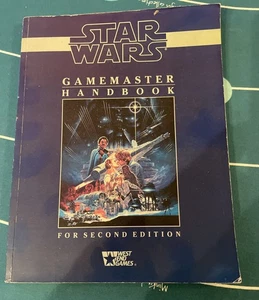 STAR
WARS
GAMEMASTER
HANDBOOK
FOR SECOND EDITION
WEST
END
GAMES